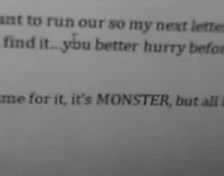 ant to run our so my next letter
find it...you better hurry befor
me for it, it's MONSTER, but all